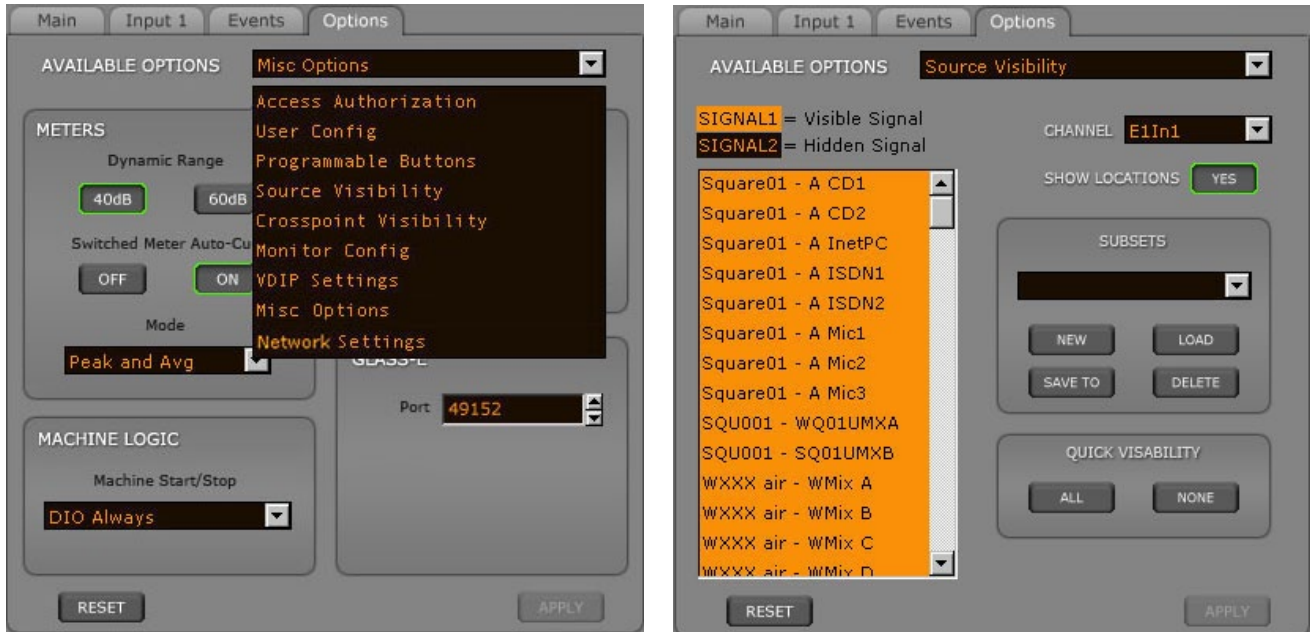 Main Input 1 Events Options
AVAILABLE OPTIONS Misc Options
Access Authorization
User Config
Programmable Buttons
Source Visibility
Crosspoint Visibility
Monitor Config
VDIP Settings
Misc Options
Network Settings
METERS
Dynamic Range
40dB 60dB
Switched Meter Auto-Cu
OFF ON
Mode
Peak and Avg
GLASS-E
Port 49152
MACHINE LOGIC
Machine Start/Stop
DIO Always
RESET APPLY
Main Input 1 Events Options
AVAILABLE OPTIONS Source Visibility
SIGNAL1 = Visible Signal
SIGNAL2 = Hidden Signal
Square01 - A CD1
Square01 - A CD2
Square01 - A InetPC
Square01 - A ISDN1
Square01 - A ISDN2
Square01 - A Mic1
Square01 - A Mic2
Square01 - A Mic3
SQU001 - WQ01UMXA
SQU001 - SQ01UMXB
WXXX air - WMix A
WXXX air - WMix B
WXXX air - WMix C
WXXX air - WMix D
CHANNEL E1In1
SHOW LOCATIONS YES
SUBSETS
NEW LOAD
SAVE TO DELETE
QUICK VISABILITY
ALL NONE
RESET APPLY